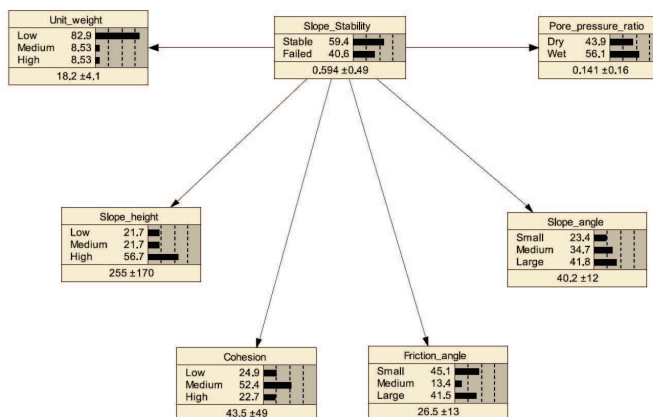 Unit_weight
Low 82.9
Medium 8.53
High 8.53
18.2 ±4.1
Slope_Stability
Stable 59.4
Failed 40.6
0.594 ±0.49
Pore_pressure_ratio
Dry 43.9
Wet 56.1
0.141 ±0.16
Slope_height
Low 21.7
Medium 21.7
High 56.7
255 ±170
Slope_angle
Small 23.4
Medium 34.7
Large 41.8
40.2 ±12
Cohesion
Low 24.9
Medium 52.4
High 22.7
43.5 ±49
Friction_angle
Small 45.1
Medium 13.4
Large 41.5
26.5 ±13